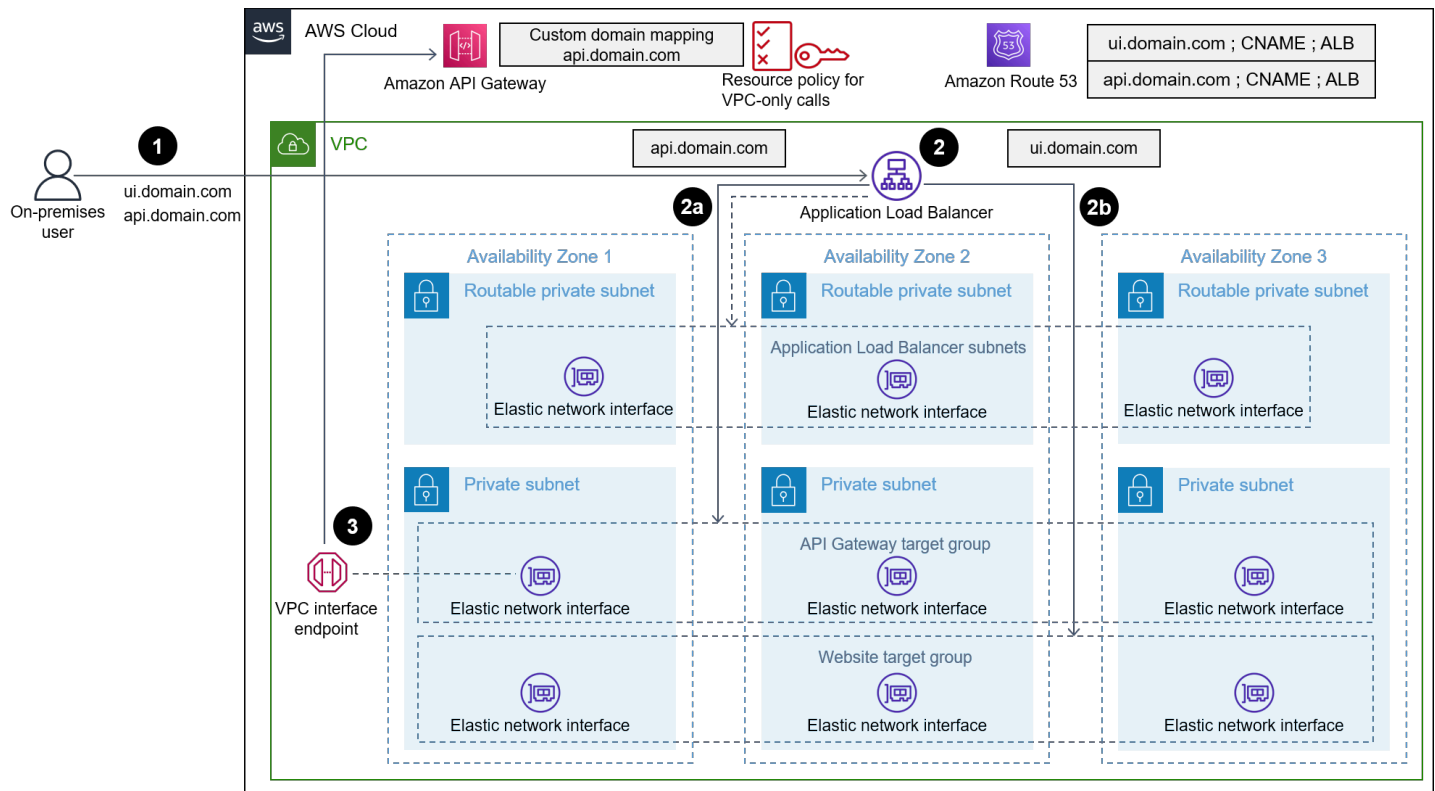 aws
AWS Cloud
Amazon API Gateway
Custom domain mapping
api.domain.com
Resource policy for
VPC-only calls
53
Amazon Route 53
ui.domain.com ; CNAME ; ALB
api.domain.com ; CNAME ; ALB
1
On-premises
user
ui.domain.com
api.domain.com
VPC
api.domain.com
2
ui.domain.com
Application Load Balancer
2a
2b
Availability Zone 1
Availability Zone 2
Availability Zone 3
Routable private subnet
Routable private subnet
Routable private subnet
Application Load Balancer subnets
Elastic network interface
Elastic network interface
Elastic network interface
Private subnet
Private subnet
Private subnet
3
VPC interface
endpoint
API Gateway target group
Elastic network interface
Elastic network interface
Elastic network interface
Website target group
Elastic network interface
Elastic network interface
Elastic network interface